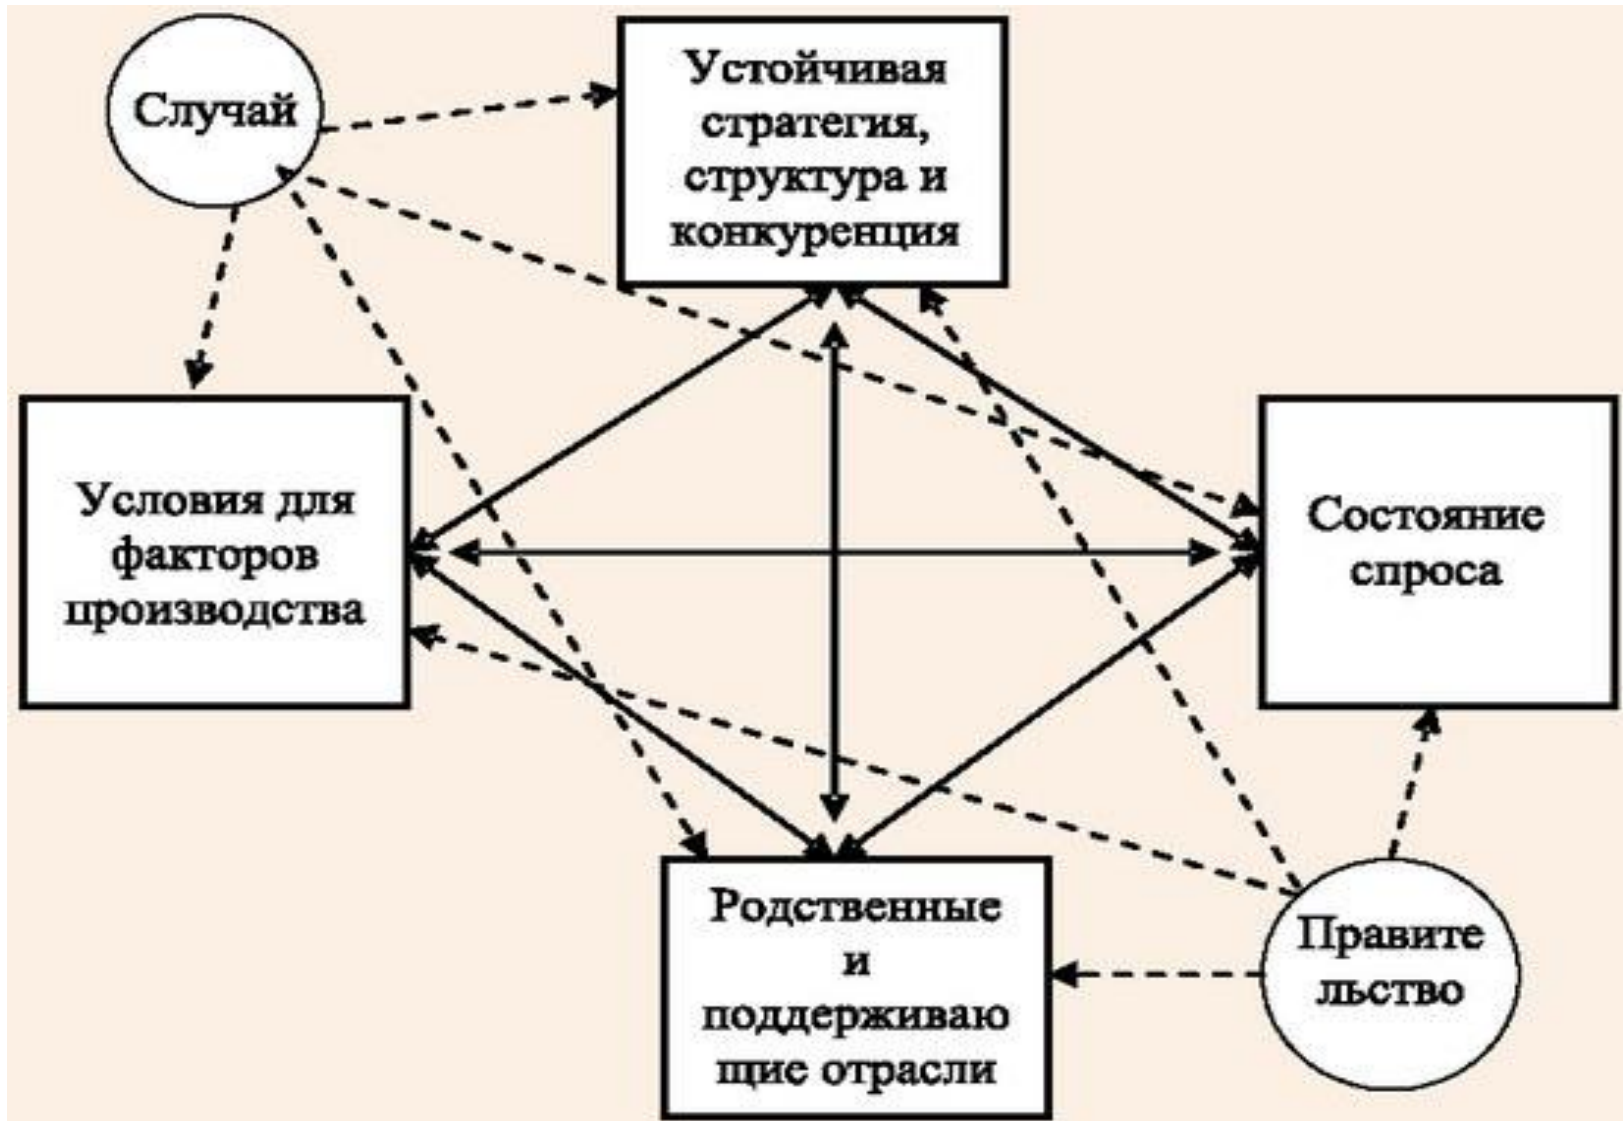 Случай
Устойчивая
стратегия,
структура и
конкуренция
Условия для
факторов
производства
Состояние
спроса
Родственные
и
поддерживаю
щие отрасли
Правите
льство